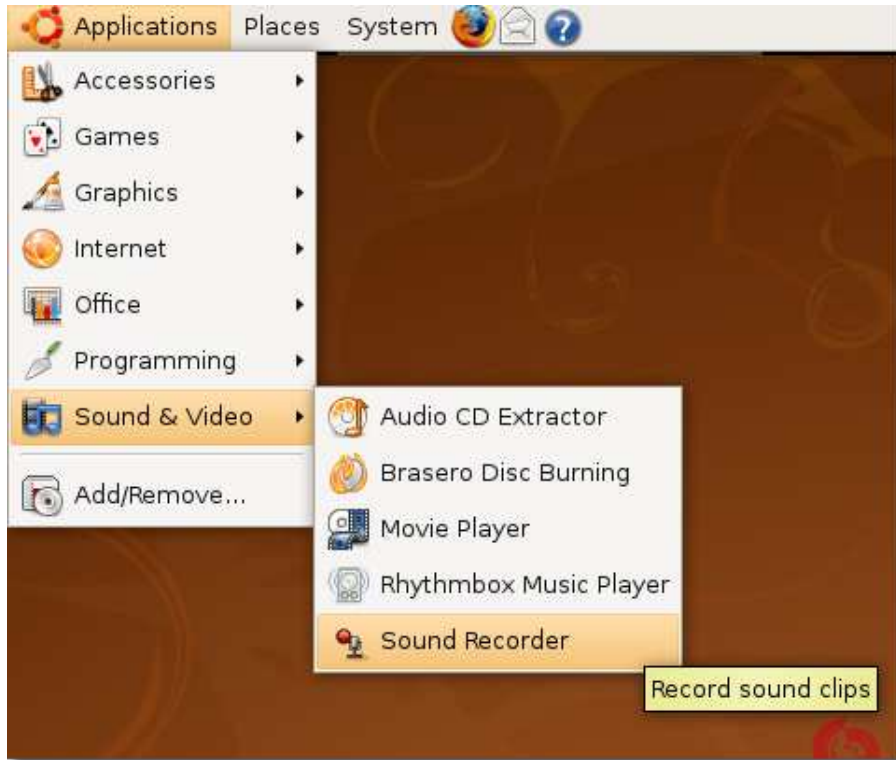 Applications Places System
Accessories
Games
Graphics
Internet
Office
Programming
Sound & Video
Add/Remove...
Audio CD Extractor
Brasero Disc Burning
Movie Player
Rhythmbox Music Player
Sound Recorder
Record sound clips